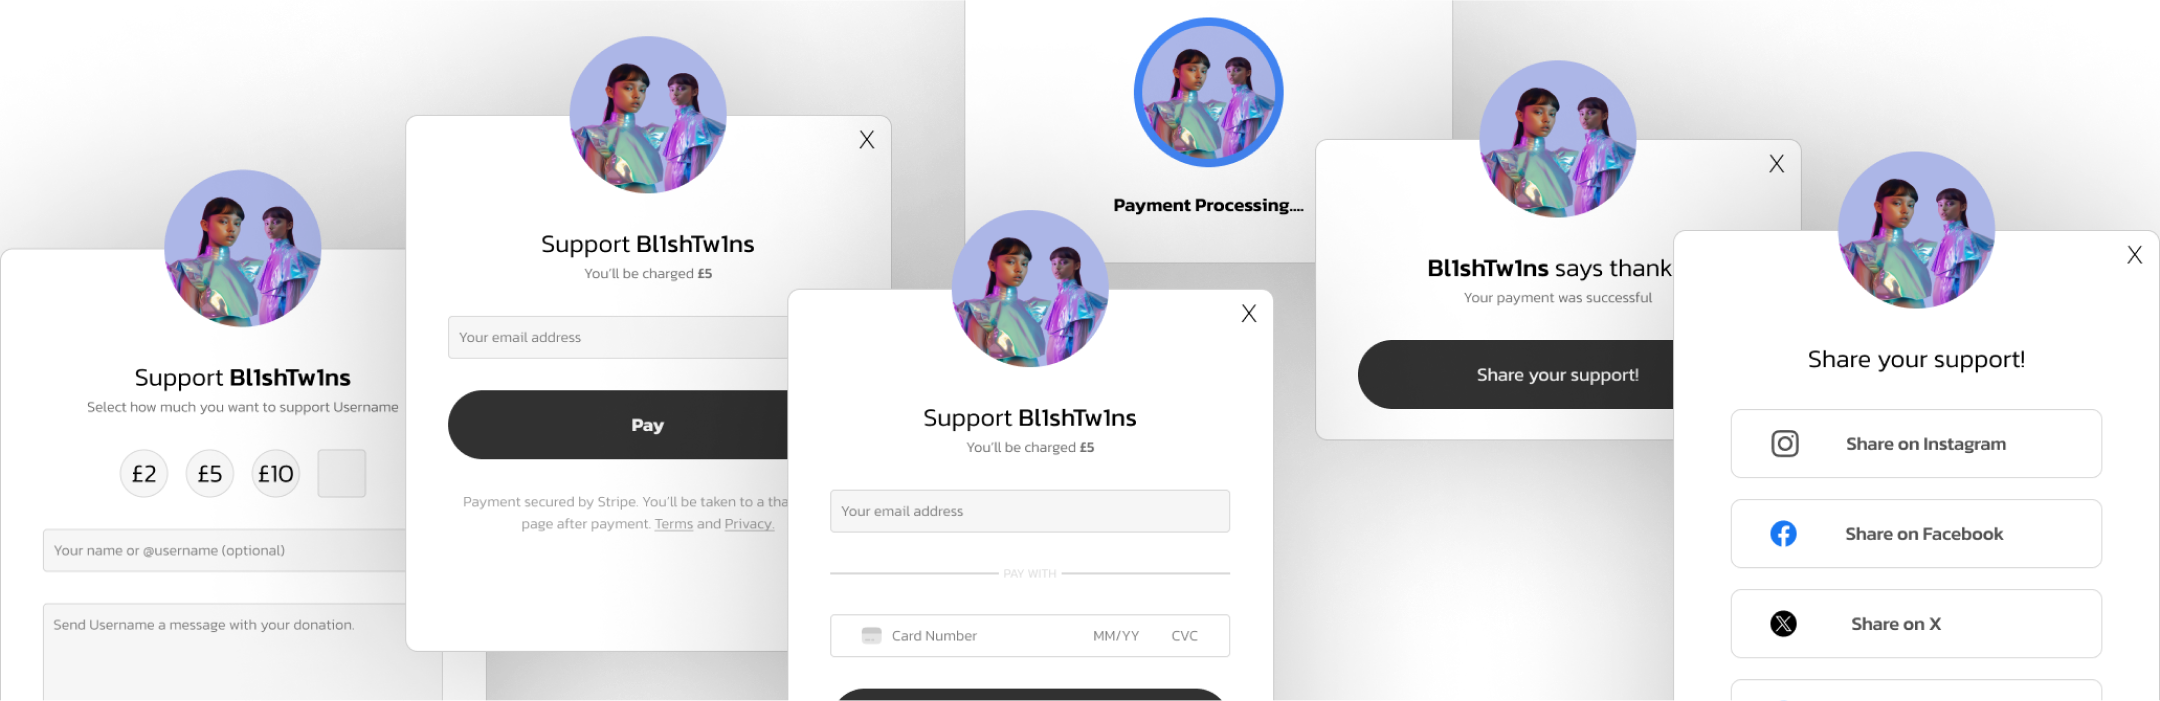 Support Bl1shTw1ns
Select how much you want to support Username
£2
£5
£10
Your name or @username (optional)
Send Username a message with your donation.
X
Support Bl1shTw1ns
You'll be charged £5
Your email address
Pay
Payment secured by Stripe. You'll be taken to a
page after payment. Terms and Privacy.
Payment Processing....
X
Support Bl1shTw1ns
You'll be charged £5
Your email address
PAY WITH
Card Number MM/YY CVC
X
Bl1shTw1ns says thank
Your payment was successful
Share your support!
X
Share your support!
Share on Instagram
Share on Facebook
Share on X